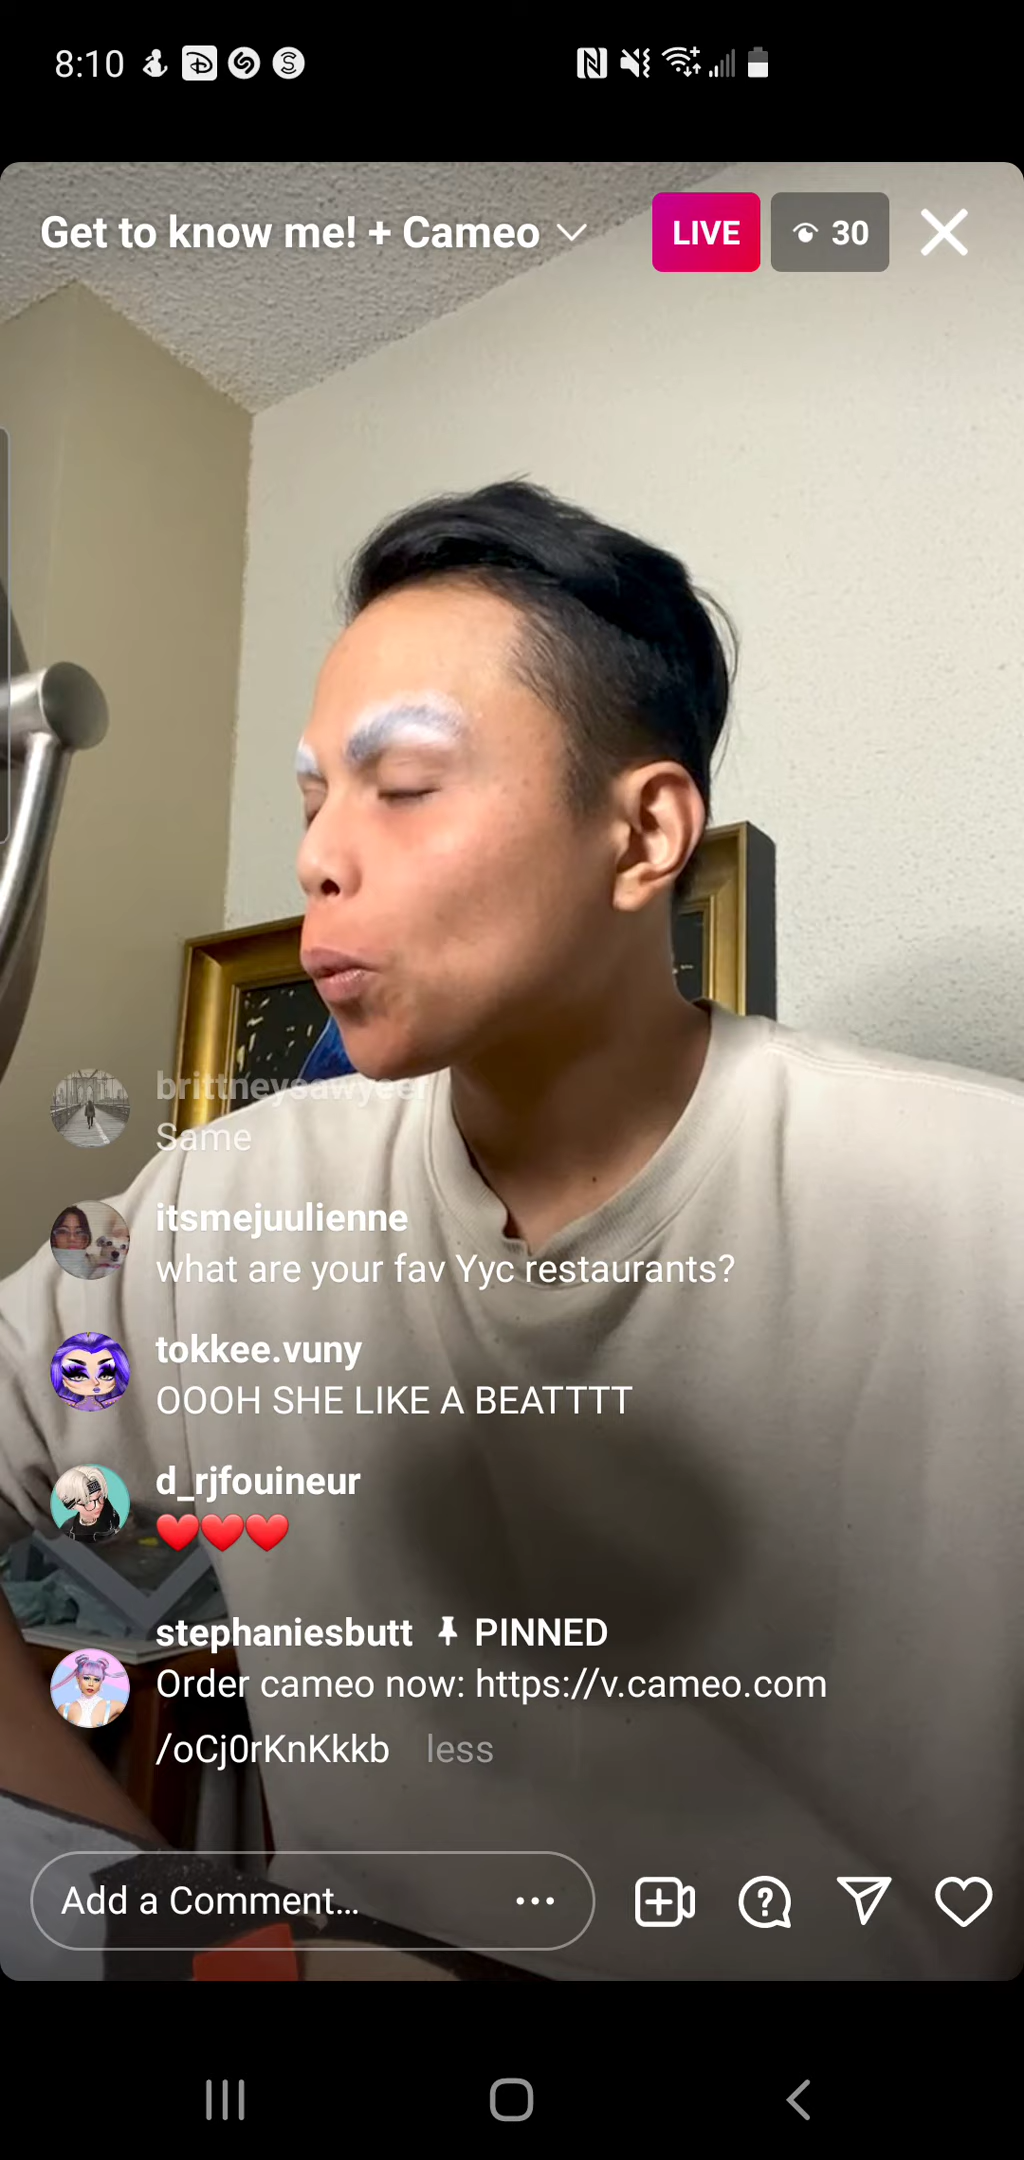 8:10
Get to know me! + Cameo
LIVE
30
brittneysawyeer
Same
itsmejuulienne
what are your fav Yyc restaurants?
tokkee.vuny
OOOH SHE LIKE A BEATTTT
d_rjfouineur
❤️❤️❤️
stephaniesbutt PINNED
Order cameo now: https://v.cameo.com
/oCj0rKnKkkb less
Add a Comment...